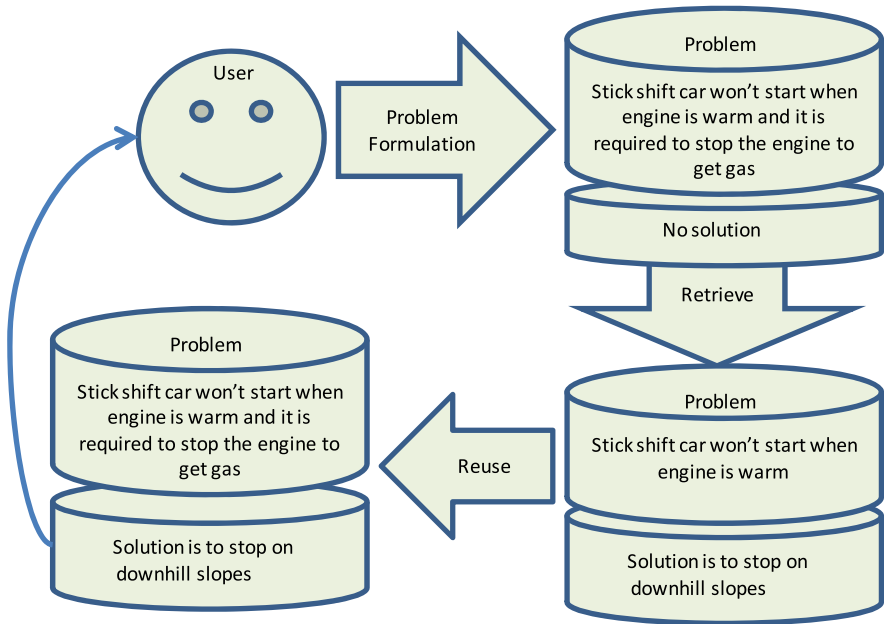 User
Problem
Formulation
Problem
Stick shift car won’t start when
engine is warm and it is
required to stop the engine to
get gas
No solution
Retrieve
Problem
Stick shift car won’t start when
engine is warm
Solution is to stop on
downhill slopes
Reuse
Problem
Stick shift car won’t start when
engine is warm and it is
required to stop the engine to
get gas
Solution is to stop on
downhill slopes